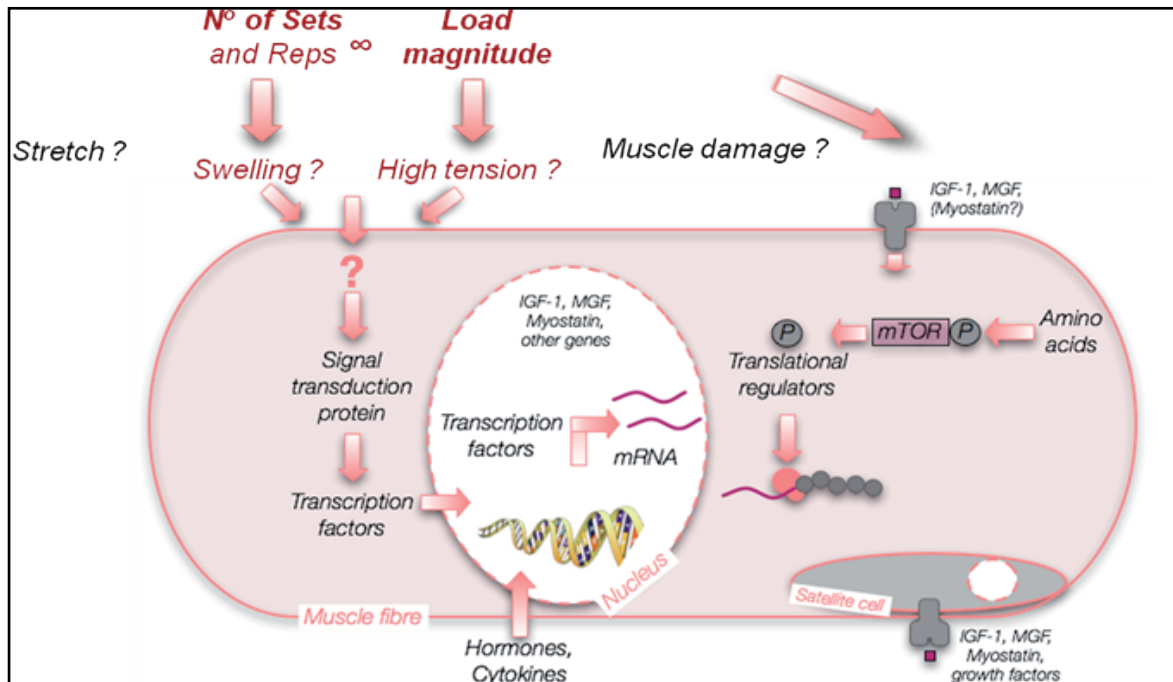 Nº of Sets
and Reps ∞
Load
magnitude
Stretch ?
Swelling ?
High tension ?
Muscle damage ?
IGF-1, MGF,
(Myostatin?)
?
Signal
transduction
protein
Transcription
factors
IGF-1, MGF,
Myostatin,
other genes
Transcription
factors
mRNA
Nucleus
P
mTOR
P
Amino
acids
Translational
regulators
Muscle fibre
Hormones,
Cytokines
Satellite cell
IGF-1, MGF,
Myostatin,
growth factors